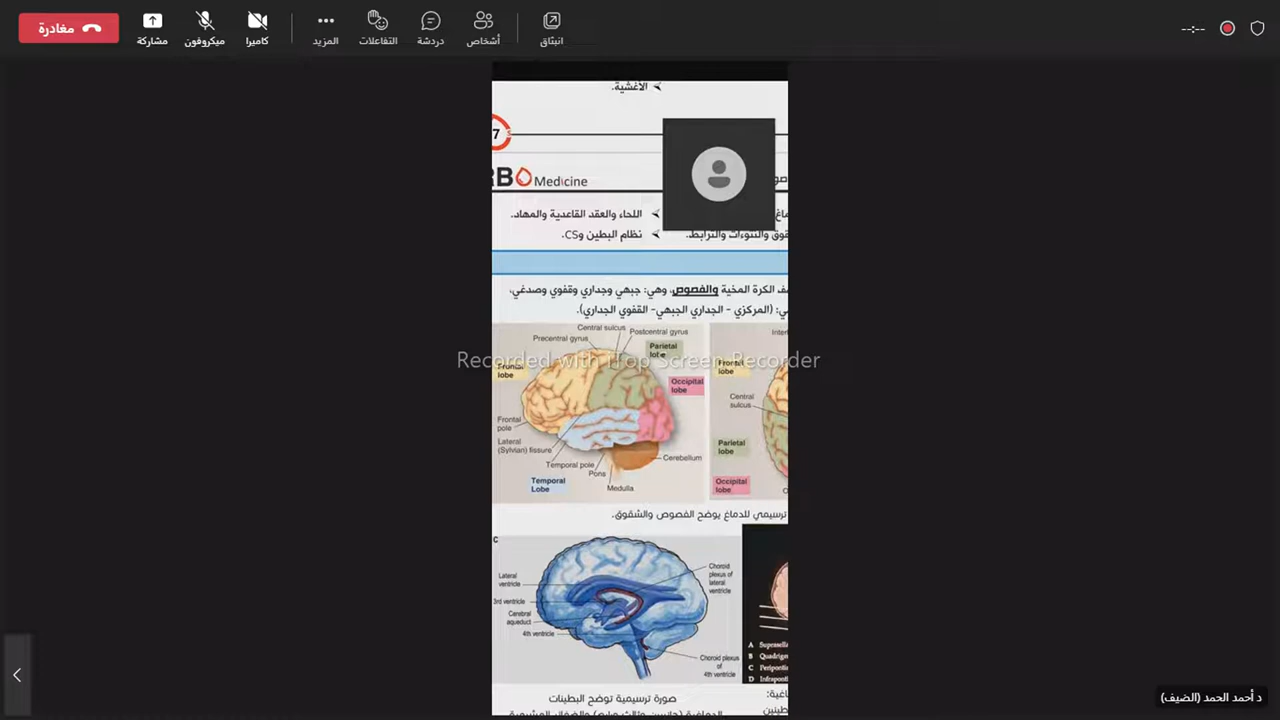 مغادرة
مشاركة
ميكروفون
كاميرا
المزيد
التفاعلات
دردشة
أشخاص
انبثاق
--:--
الأغشية.
7
Medicine
اللحاء والعقد القاعدية والمهاد.
نظام البطين وCS.
والتتوءات والترابط.
الكرة المخية والفصوص، وهي: جبهي وجداري وقفوي وصدغي،
(المركزي - الجداري الجبهي- القفوي الجداري).
Central sulcus
Postcentral gyrus
Precentral gyrus
Parietal lobe
Frontal lobe
Occipital lobe
Frontal pole
Lateral (Sylvian) fissure
Temporal pole
Pons
Cerebellum
Temporal Lobe
Medulla
Frontal lobe
Central sulcus
Parietal lobe
Occipital lobe
Recorded with iTop Screen Recorder
ترسيمي للدماغ يوضح الفصوص والشقوق.
C
Lateral ventricle
3rd ventricle
Cerebral aqueduct
4th ventricle
Choroid plexus of lateral ventricle
Choroid plexus of 4th ventricle
A
B
C
D
صورة ترسيمية توضح البطينات
د أحمد الحمد (الضيف)